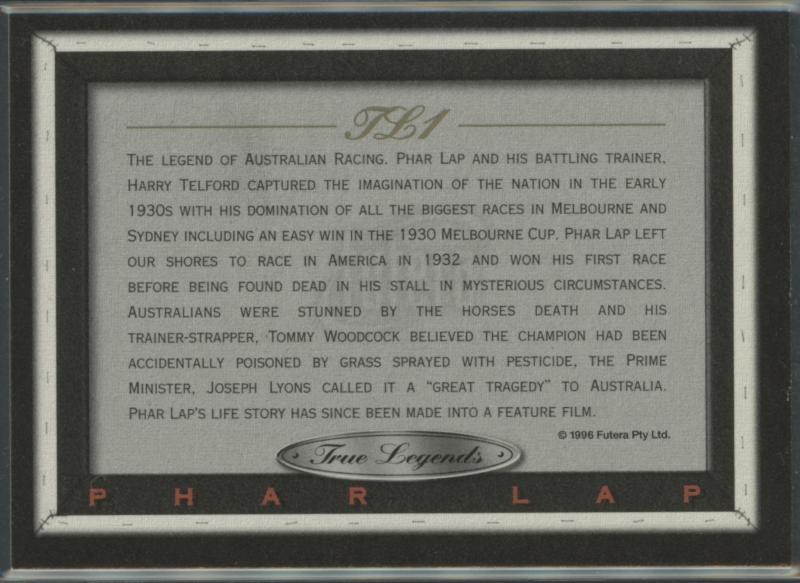 TL1
THE LEGEND OF AUSTRALIAN RACING. PHAR LAP AND HIS BATTLING TRAINER,
HARRY TELFORD CAPTURED THE IMAGINATION OF THE NATION IN THE EARLY
1930S WITH HIS DOMINATION OF ALL THE BIGGEST RACES IN MELBOURNE AND
SYDNEY INCLUDING AN EASY WIN IN THE 1930 MELBOURNE CUP. PHAR LAP LEFT
OUR SHORES TO RACE IN AMERICA IN 1932 AND WON HIS FIRST RACE
BEFORE BEING FOUND DEAD IN HIS STALL IN MYSTERIOUS CIRCUMSTANCES.
AUSTRALIANS WERE STUNNED BY THE HORSES DEATH AND HIS
TRAINER-STRAPPER, TOMMY WOODCOCK BELIEVED THE CHAMPION HAD BEEN
ACCIDENTALLY POISONED BY GRASS SPRAYED WITH PESTICIDE, THE PRIME
MINISTER, JOSEPH LYONS CALLED IT A “GREAT TRAGEDY” TO AUSTRALIA.
PHAR LAP'S LIFE STORY HAS SINCE BEEN MADE INTO A FEATURE FILM.
© 1996 Futera Pty Ltd.
True Legends
PHAR LAP